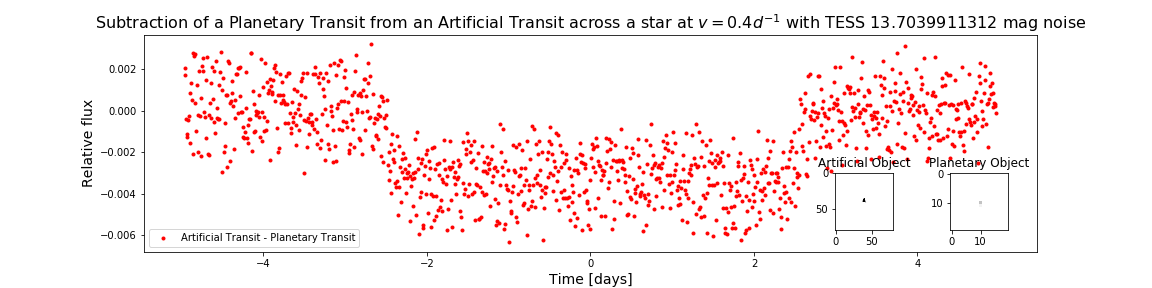 Subtraction of a Planetary Transit from an Artificial Transit across a star at v = 0.4d⁻¹ with TESS 13.7039911312 mag noise
Relative flux
0.002
0.000
−0.002
−0.004
−0.006
Artificial Transit - Planetary Transit
Artificial Object
0
50
0 50
Planetary Object
0
10
0 10
−4 −2 0 2 4
Time [days]